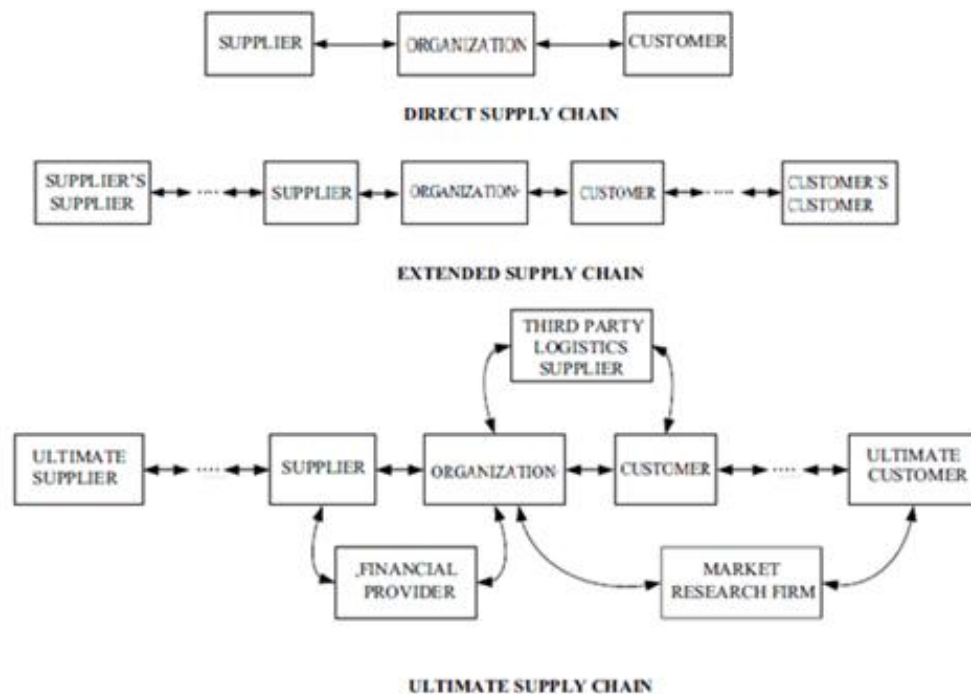 SUPPLIER
ORGANIZATION
CUSTOMER
DIRECT SUPPLY CHAIN
SUPPLIER'S
SUPPLIER
SUPPLIER
ORGANIZATION
CUSTOMER
CUSTOMER'S
CUSTOMER
EXTENDED SUPPLY CHAIN
THIRD PARTY
LOGISTICS
SUPPLIER
ULTIMATE
SUPPLIER
SUPPLIER
ORGANIZATION
CUSTOMER
ULTIMATE
CUSTOMER
FINANCIAL
PROVIDER
MARKET
RESEARCH FIRM
ULTIMATE SUPPLY CHAIN